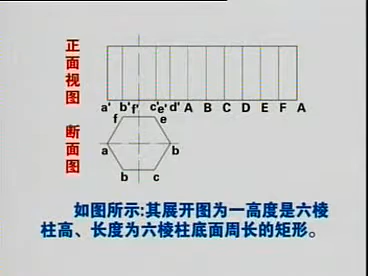 正面视图
a' b' f' c' e' d' A B C D E F A
断面图
f e
a b
b c
如图所示:其展开图为一高度是六棱
柱高、长度为六棱柱底面周长的矩形。